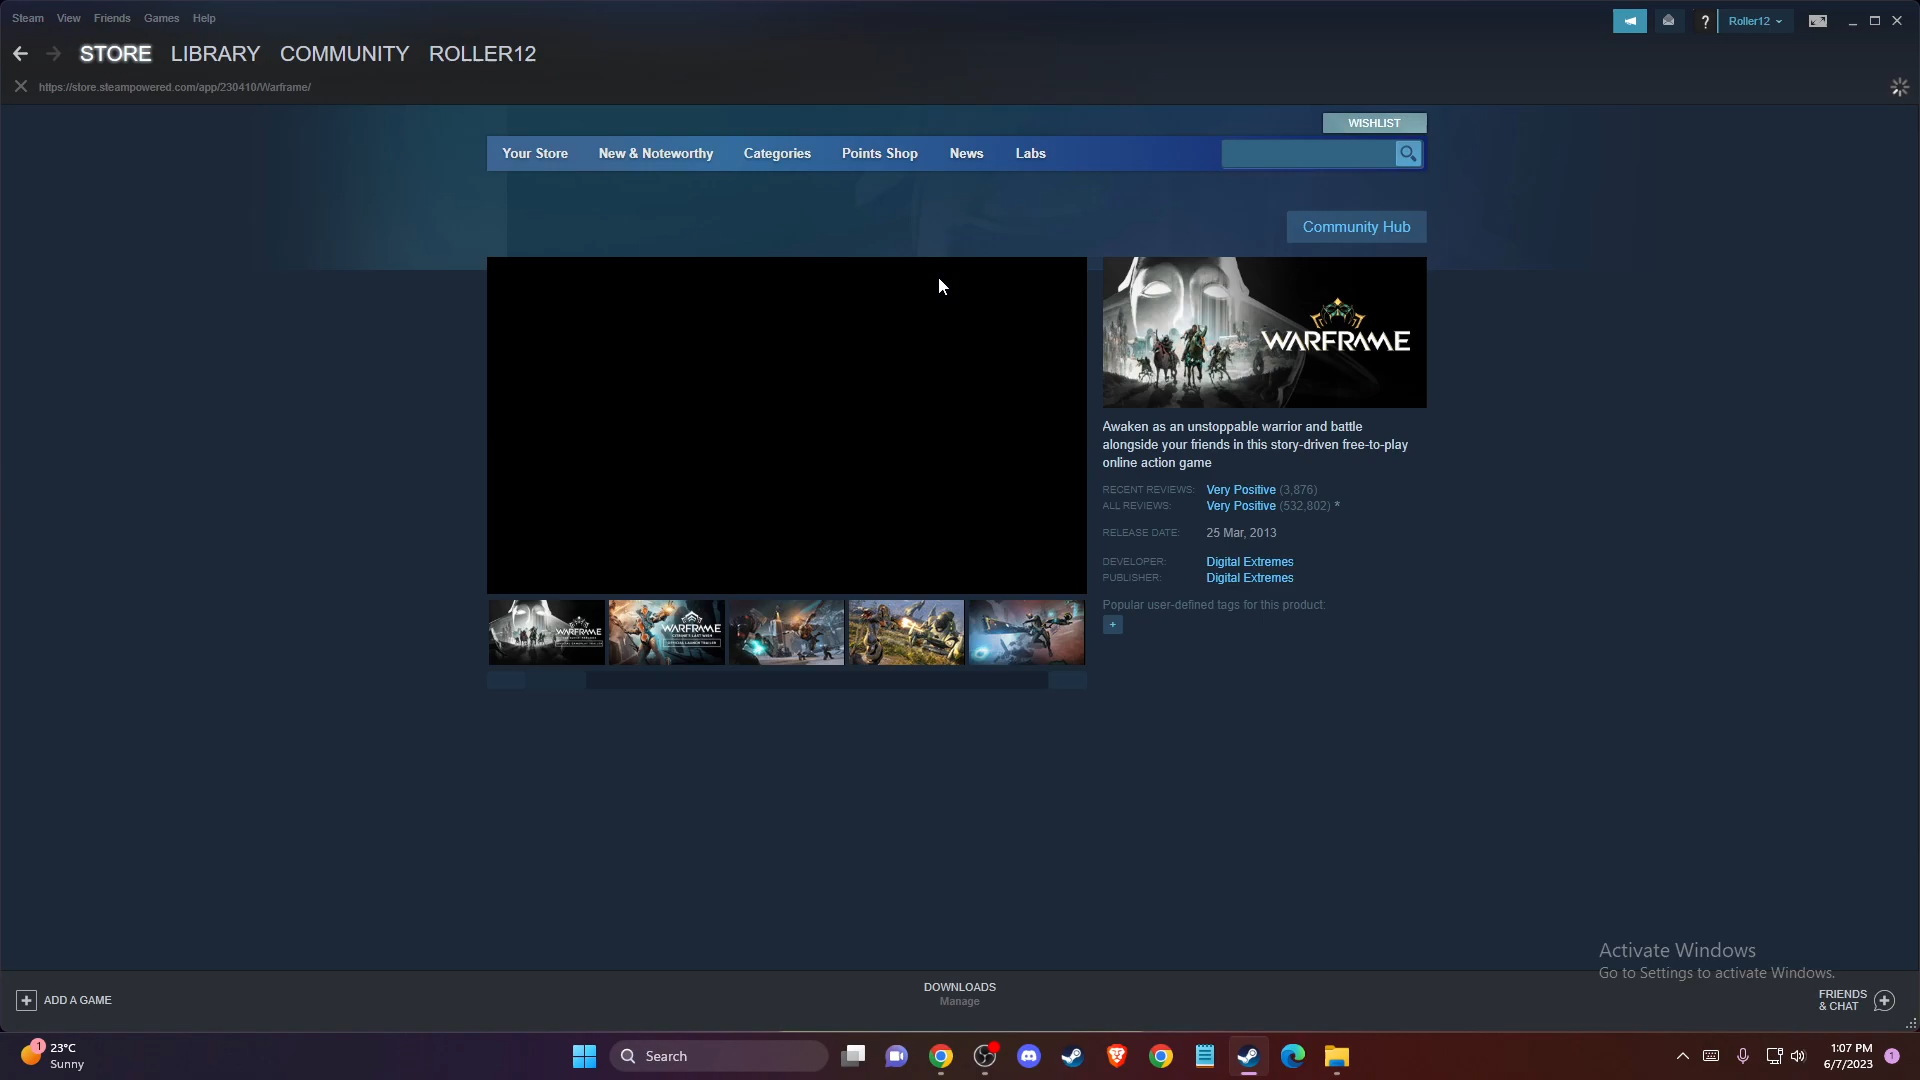 Steam View Friends Games Help
Roller12
STORE LIBRARY COMMUNITY ROLLER12
https://store.steampowered.com/app/230410/Warframe/
WISHLIST
Your Store New & Noteworthy Categories Points Shop News Labs
Community Hub
WARFRAME
Awaken as an unstoppable warrior and battle
alongside your friends in this story-driven free-to-play
online action game
RECENT REVIEWS: Very Positive (3,876)
ALL REVIEWS: Very Positive (532,802) *
RELEASE DATE: 25 Mar, 2013
DEVELOPER: Digital Extremes
PUBLISHER: Digital Extremes
Popular user-defined tags for this product:
+
WARFRAME
WARFRAME
Activate Windows
Go to Settings to activate Windows.
ADD A GAME
DOWNLOADS
Manage
FRIENDS
& CHAT
1
23°C
Sunny
Search
1:07 PM
6/7/2023
1